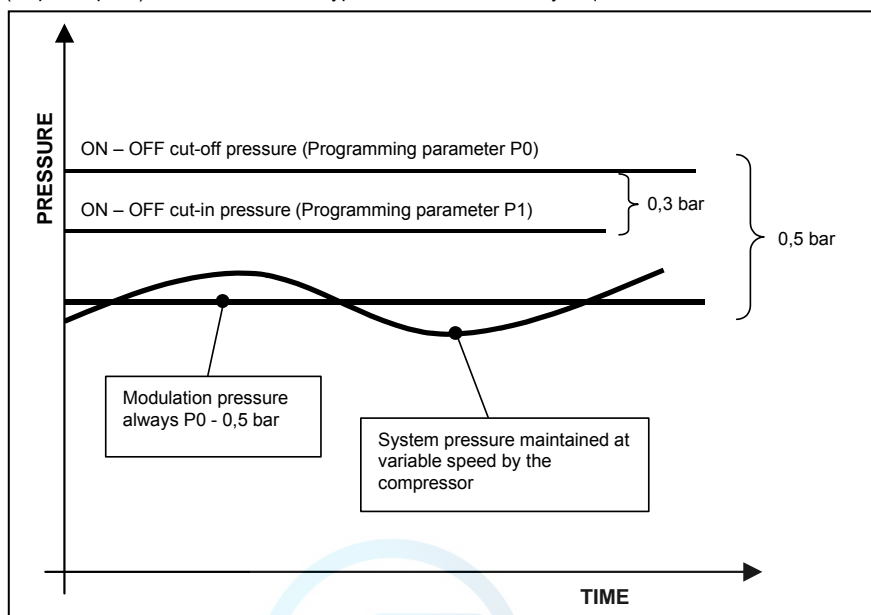 PRESSURE
ON – OFF cut-off pressure (Programming parameter P0)
ON – OFF cut-in pressure (Programming parameter P1)
0,3 bar
0,5 bar
Modulation pressure
always P0 - 0,5 bar
System pressure maintained at
variable speed by the
compressor
TIME